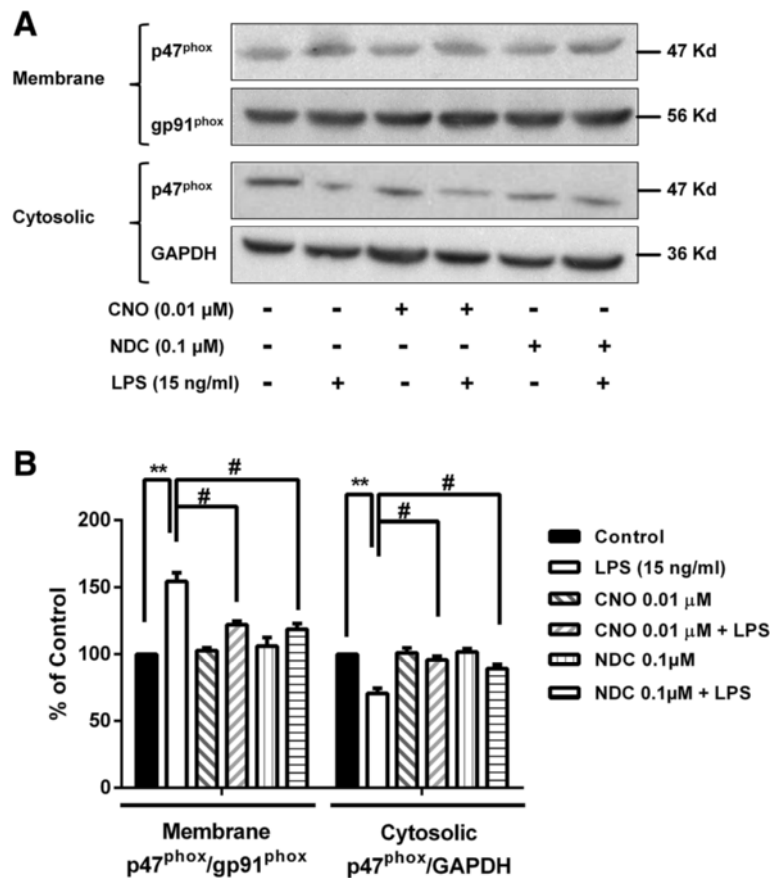 A
Membrane
p47phox
47 Kd
gp91phox
56 Kd
Cytosolic
p47phox
47 Kd
GAPDH
36 Kd
CNO (0.01 µM) - - + + - -
NDC (0.1 µM) - - - - + +
LPS (15 ng/ml) - + - + - +
B
** # # ** # #
% of Control
200
150
100
50
0
Membrane
p47phox/gp91phox
Cytosolic
p47phox/GAPDH
Control
LPS (15 ng/ml)
CNO 0.01 µM
CNO 0.01 µM + LPS
NDC 0.1µM
NDC 0.1µM + LPS